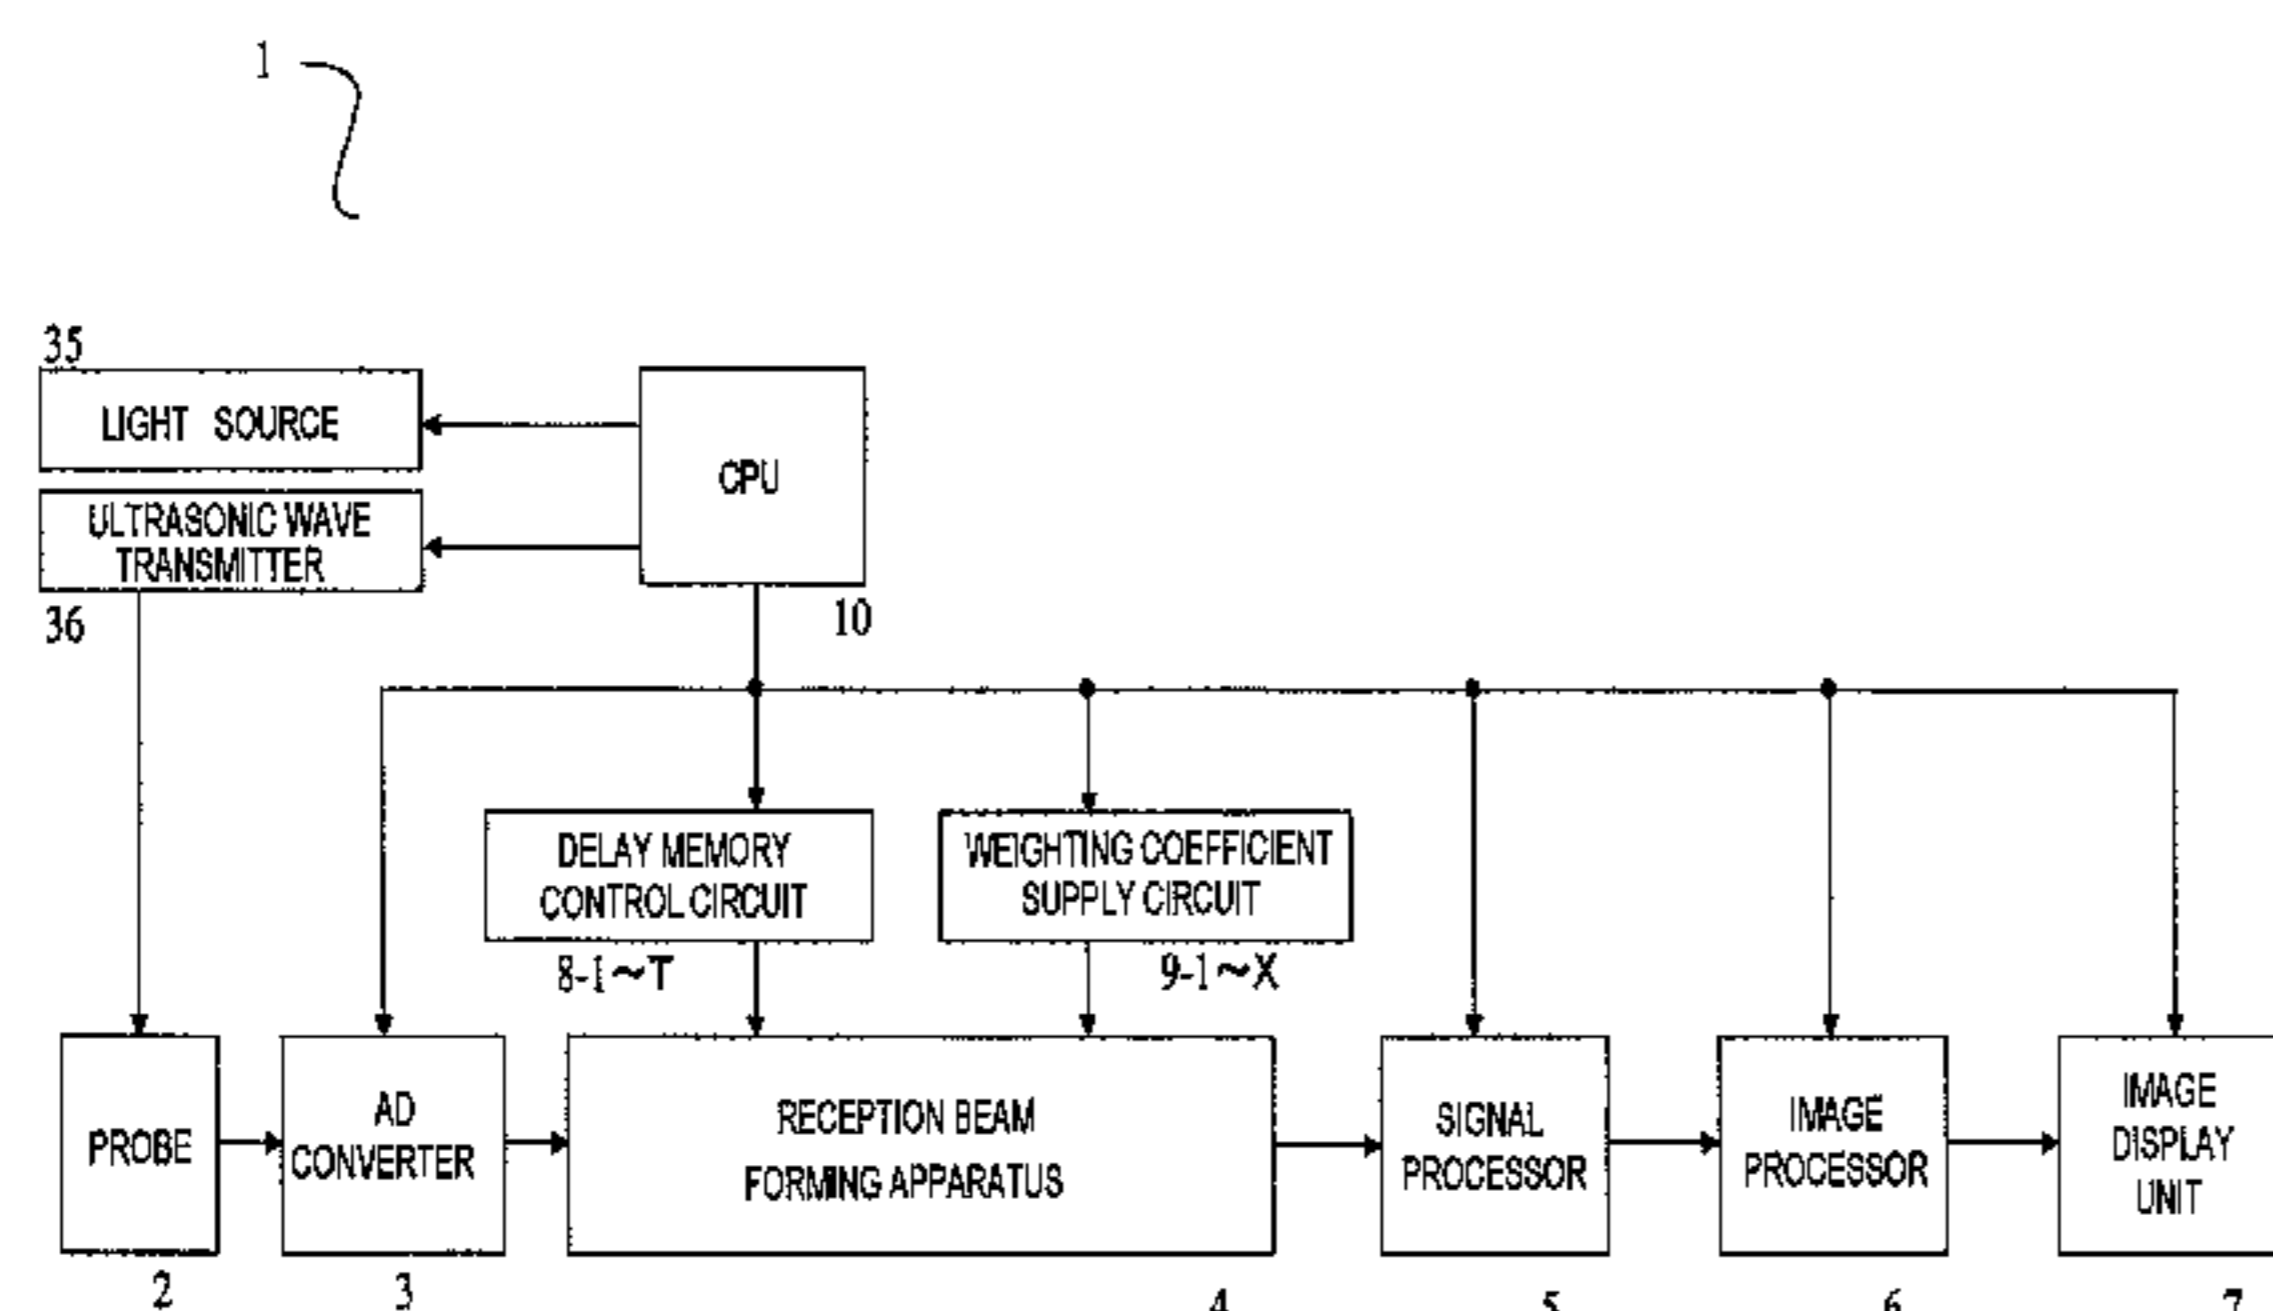 1
35
LIGHT SOURCE
CPU
ULTRASONIC WAVE
TRANSMITTER
36
10
DELAY MEMORY
CONTROL CIRCUIT
WEIGHTING COEFFICIENT
SUPPLY CIRCUIT
8-1~T
9-1~X
PROBE
AD
CONVERTER
RECEPTION BEAM
FORMING APPARATUS
SIGNAL
PROCESSOR
IMAGE
PROCESSOR
IMAGE
DISPLAY
UNIT
2
3
4
5
6
7